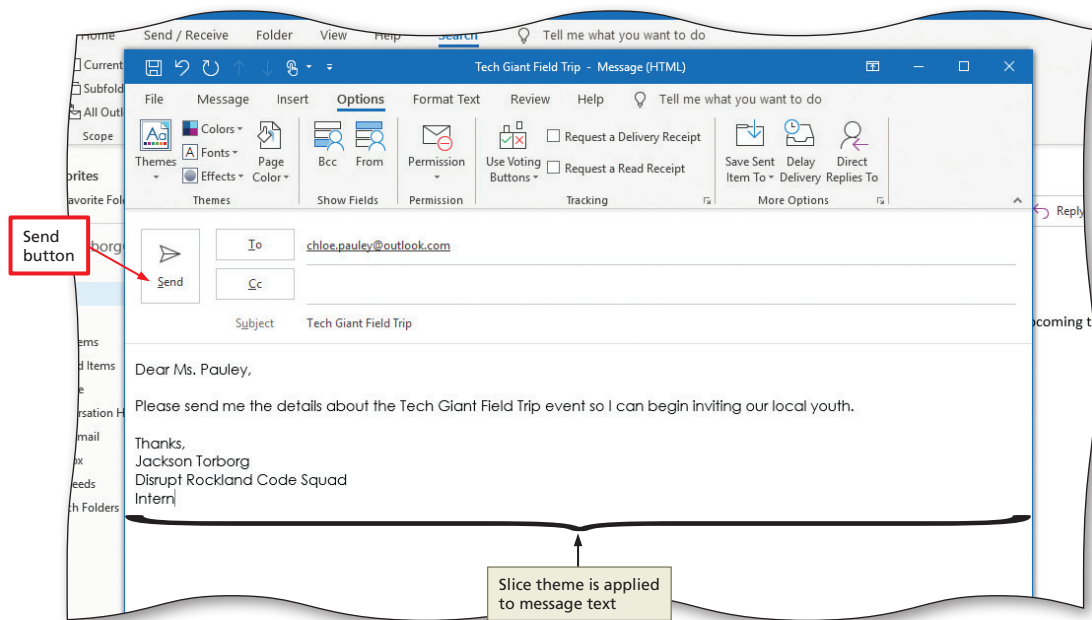 Home Send / Receive Folder View Help Search Tell me what you want to do
Current
Subfold
All Outl
Scope
orites
avorite Fol
borg
ems
d Items
e
rsation H
mail
ox
eeds
ch Folders
Send
button
Tech Giant Field Trip - Message (HTML)
File Message Insert Options Format Text Review Help Tell me what you want to do
Themes
Colors
Fonts
Effects
Page
Color
Themes
Bcc From
Show Fields
Permission
Permission
Use Voting
Buttons
Request a Delivery Receipt
Request a Read Receipt
Tracking
Save Sent
Item To
Delay
Delivery
Direct
Replies To
More Options
Reply
Send
To chloe.pauley@outlook.com
Cc
Subject Tech Giant Field Trip
pcoming t
Dear Ms. Pauley,
Please send me the details about the Tech Giant Field Trip event so I can begin inviting our local youth.
Thanks,
Jackson Torborg
Disrupt Rockland Code Squad
Intern
Slice theme is applied
to message text